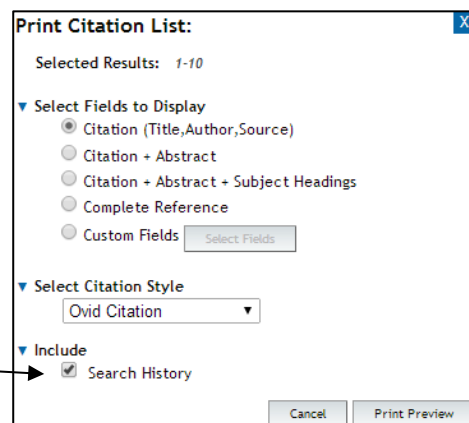 Print Citation List:
X
Selected Results: 1-10
▼ Select Fields to Display
Citation (Title,Author,Source)
Citation + Abstract
Citation + Abstract + Subject Headings
Complete Reference
Custom Fields Select Fields
▼ Select Citation Style
Ovid Citation ▼
▼ Include
Search History
Cancel Print Preview